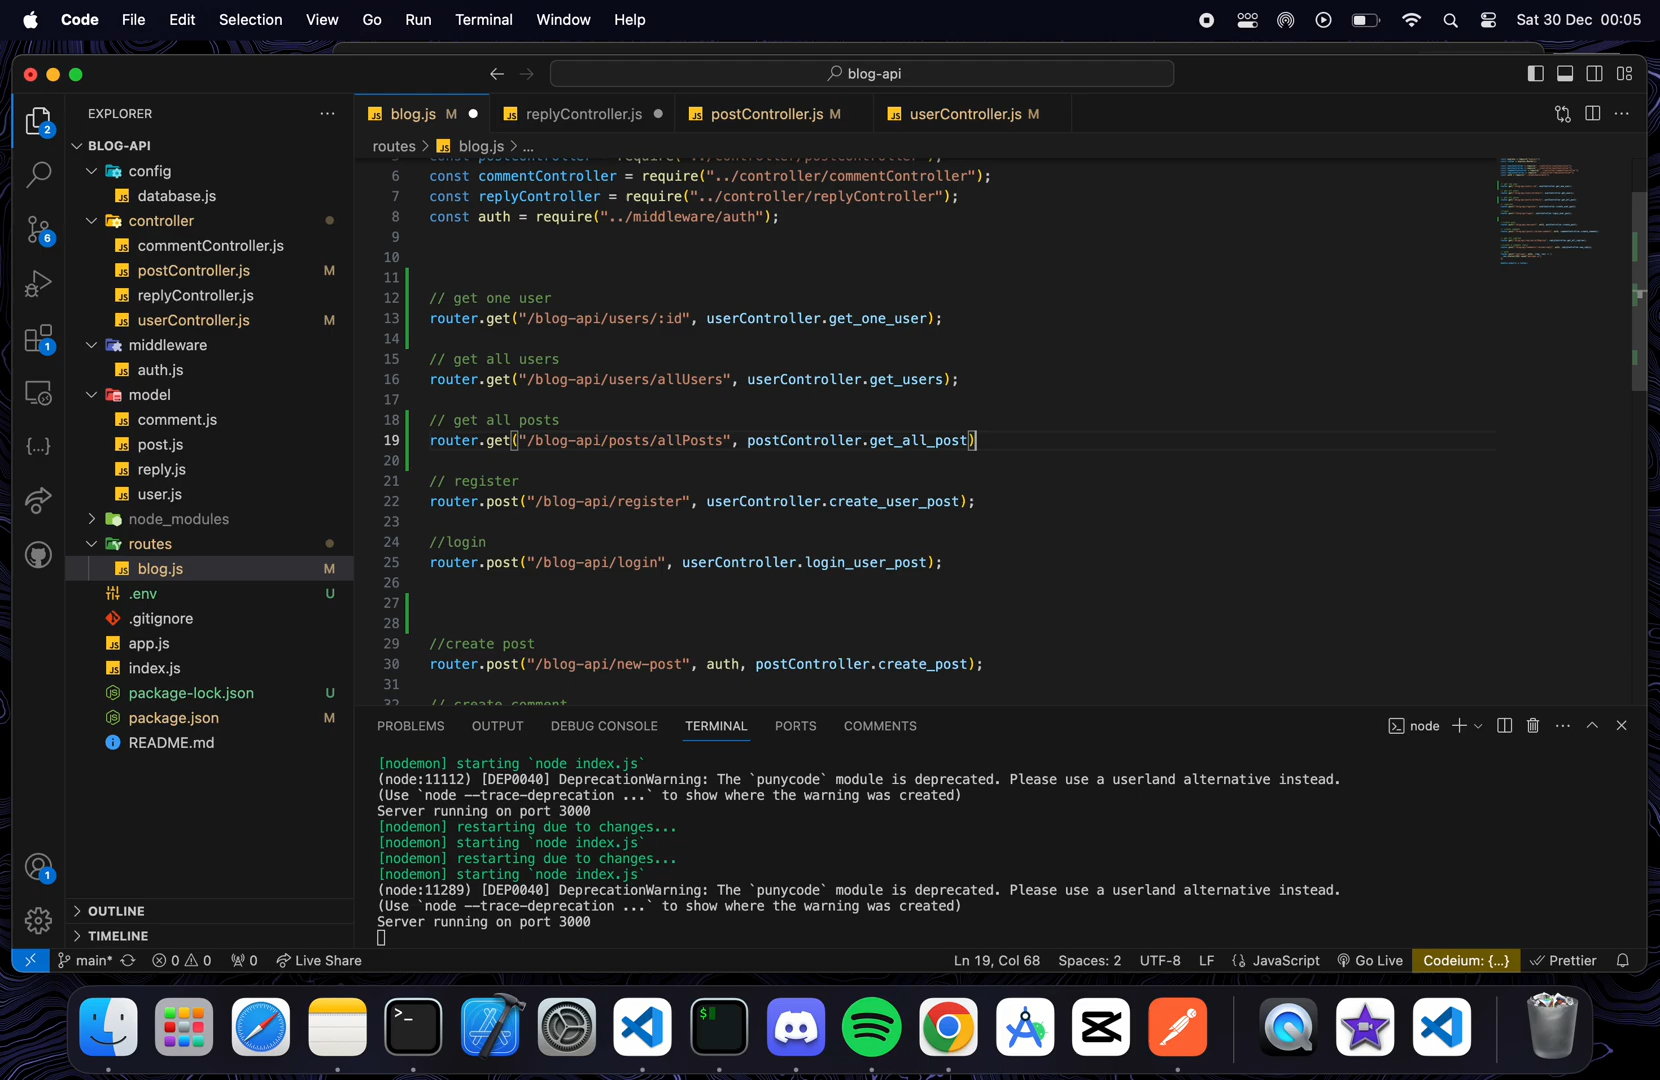 Code File Edit Selection View Go Run Terminal Window Help Sat 30 Dec 00:05
blog-api
EXPLORER
blog.js M replyController.js postController.js M userController.js M
BLOG-API
routes > blog.js > ...
config
database.js
controller
commentController.js
postController.js M
replyController.js
userController.js M
middleware
auth.js
model
comment.js
post.js
reply.js
user.js
node_modules
routes
blog.js M
.env U
.gitignore
app.js
index.js
package-lock.json U
package.json M
README.md
OUTLINE
TIMELINE
2
6
1
1
6 const commentController = require("../controller/commentController");
7 const replyController = require("../controller/replyController");
8 const auth = require("../middleware/auth");
9
10
11
12 // get one user
13 router.get("/blog-api/users/:id", userController.get_one_user);
14
15 // get all users
16 router.get("/blog-api/users/allUsers", userController.get_users);
17
18 // get all posts
19 router.get("/blog-api/posts/allPosts", postController.get_all_post)
20
21 // register
22 router.post("/blog-api/register", userController.create_user_post);
23
24 //login
25 router.post("/blog-api/login", userController.login_user_post);
26
27
28
29 //create post
30 router.post("/blog-api/new-post", auth, postController.create_post);
31
32 // create comment
PROBLEMS OUTPUT DEBUG CONSOLE TERMINAL PORTS COMMENTS node
[nodemon] starting `node index.js`
(node:11112) [DEP0040] DeprecationWarning: The `punycode` module is deprecated. Please use a userland alternative instead.
(Use `node --trace-deprecation ...` to show where the warning was created)
Server running on port 3000
[nodemon] restarting due to changes...
[nodemon] starting `node index.js`
[nodemon] restarting due to changes...
[nodemon] starting `node index.js`
(node:11289) [DEP0040] DeprecationWarning: The `punycode` module is deprecated. Please use a userland alternative instead.
(Use `node --trace-deprecation ...` to show where the warning was created)
Server running on port 3000
main* 0 0 0 Live Share Ln 19, Col 68 Spaces: 2 UTF-8 LF {} JavaScript Go Live Codeium: {...} Prettier